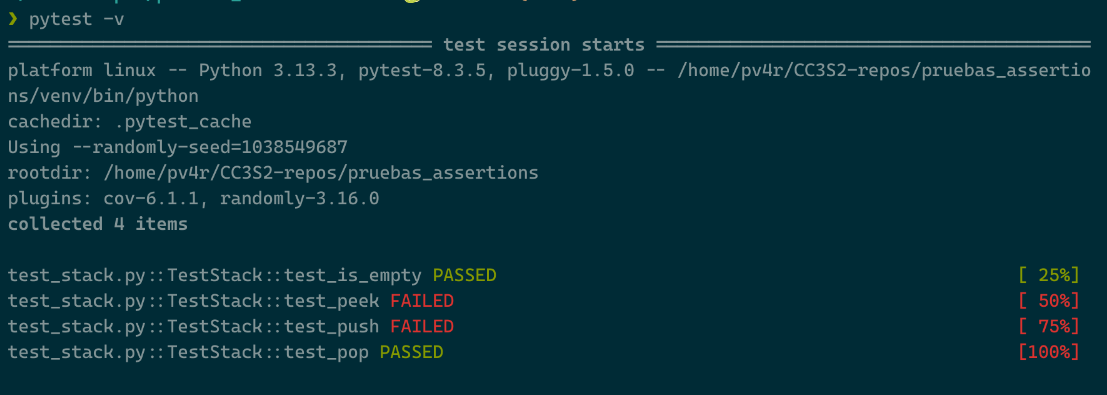 ❯ pytest -v
============================= test session starts ==============================
platform linux -- Python 3.13.3, pytest-8.3.5, pluggy-1.5.0 -- /home/pv4r/CC3S2-repos/pruebas_assertio
ns/venv/bin/python
cachedir: .pytest_cache
Using --randomly-seed=1038549687
rootdir: /home/pv4r/CC3S2-repos/pruebas_assertions
plugins: cov-6.1.1, randomly-3.16.0
collected 4 items
test_stack.py::TestStack::test_is_empty PASSED [ 25%]
test_stack.py::TestStack::test_peek FAILED [ 50%]
test_stack.py::TestStack::test_push FAILED [ 75%]
test_stack.py::TestStack::test_pop PASSED [100%]